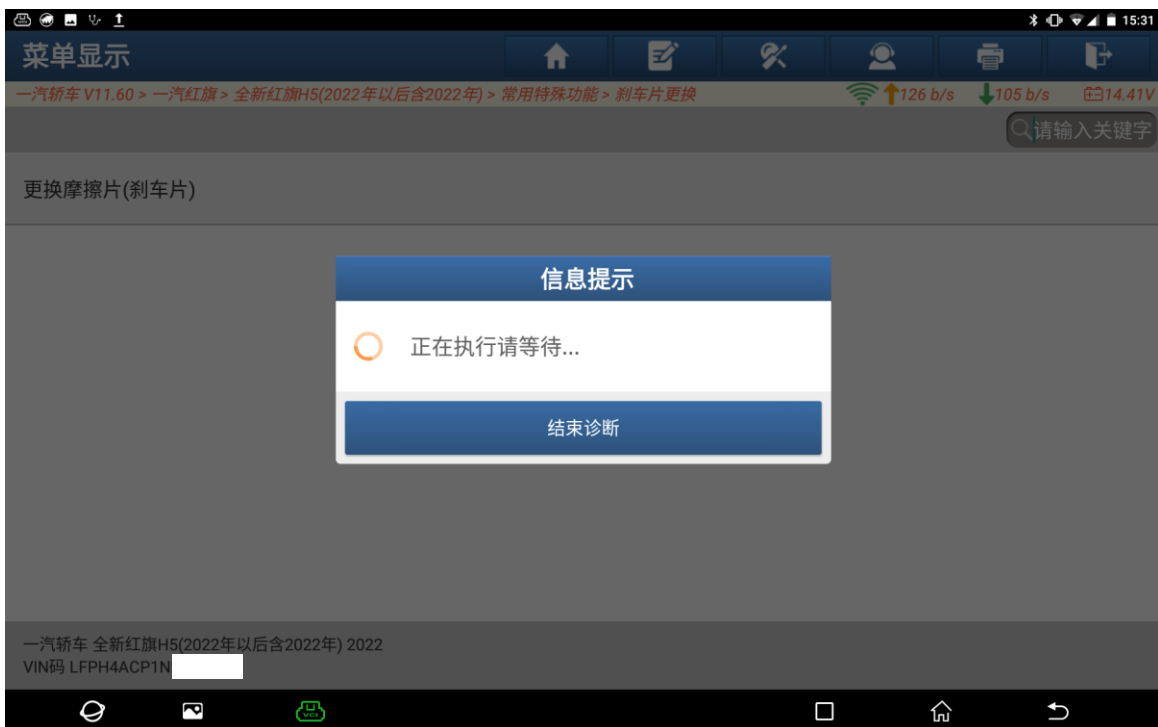 15:31
菜单显示
一汽轿车 V11.60 > 一汽红旗 > 全新红旗H5(2022年以后含2022年) > 常用特殊功能 > 刹车片更换
126 b/s 105 b/s 14.41V
请输入关键字
更换摩擦片(刹车片)
信息提示
正在执行请等待...
结束诊断
一汽轿车 全新红旗H5(2022年以后含2022年) 2022
VIN码 LFPH4ACP1N
VCI